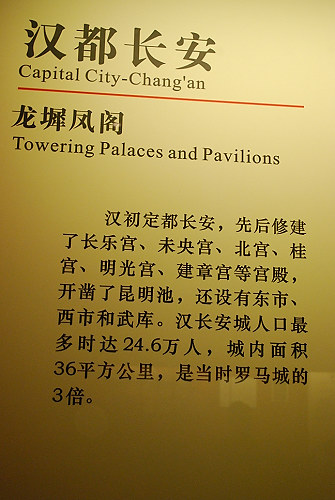 汉都长安
Capital City-Chang'an
龙墀凤阁
Towering Palaces and Pavilions
汉初定都长安，先后修建
了长乐宫、未央宫、北宫、桂
宫、明光宫、建章宫等宫殿，
开凿了昆明池，还设有东市、
西市和武库。汉长安城人口最
多时达24.6万人，城内面积
36平方公里，是当时罗马城的
3倍。